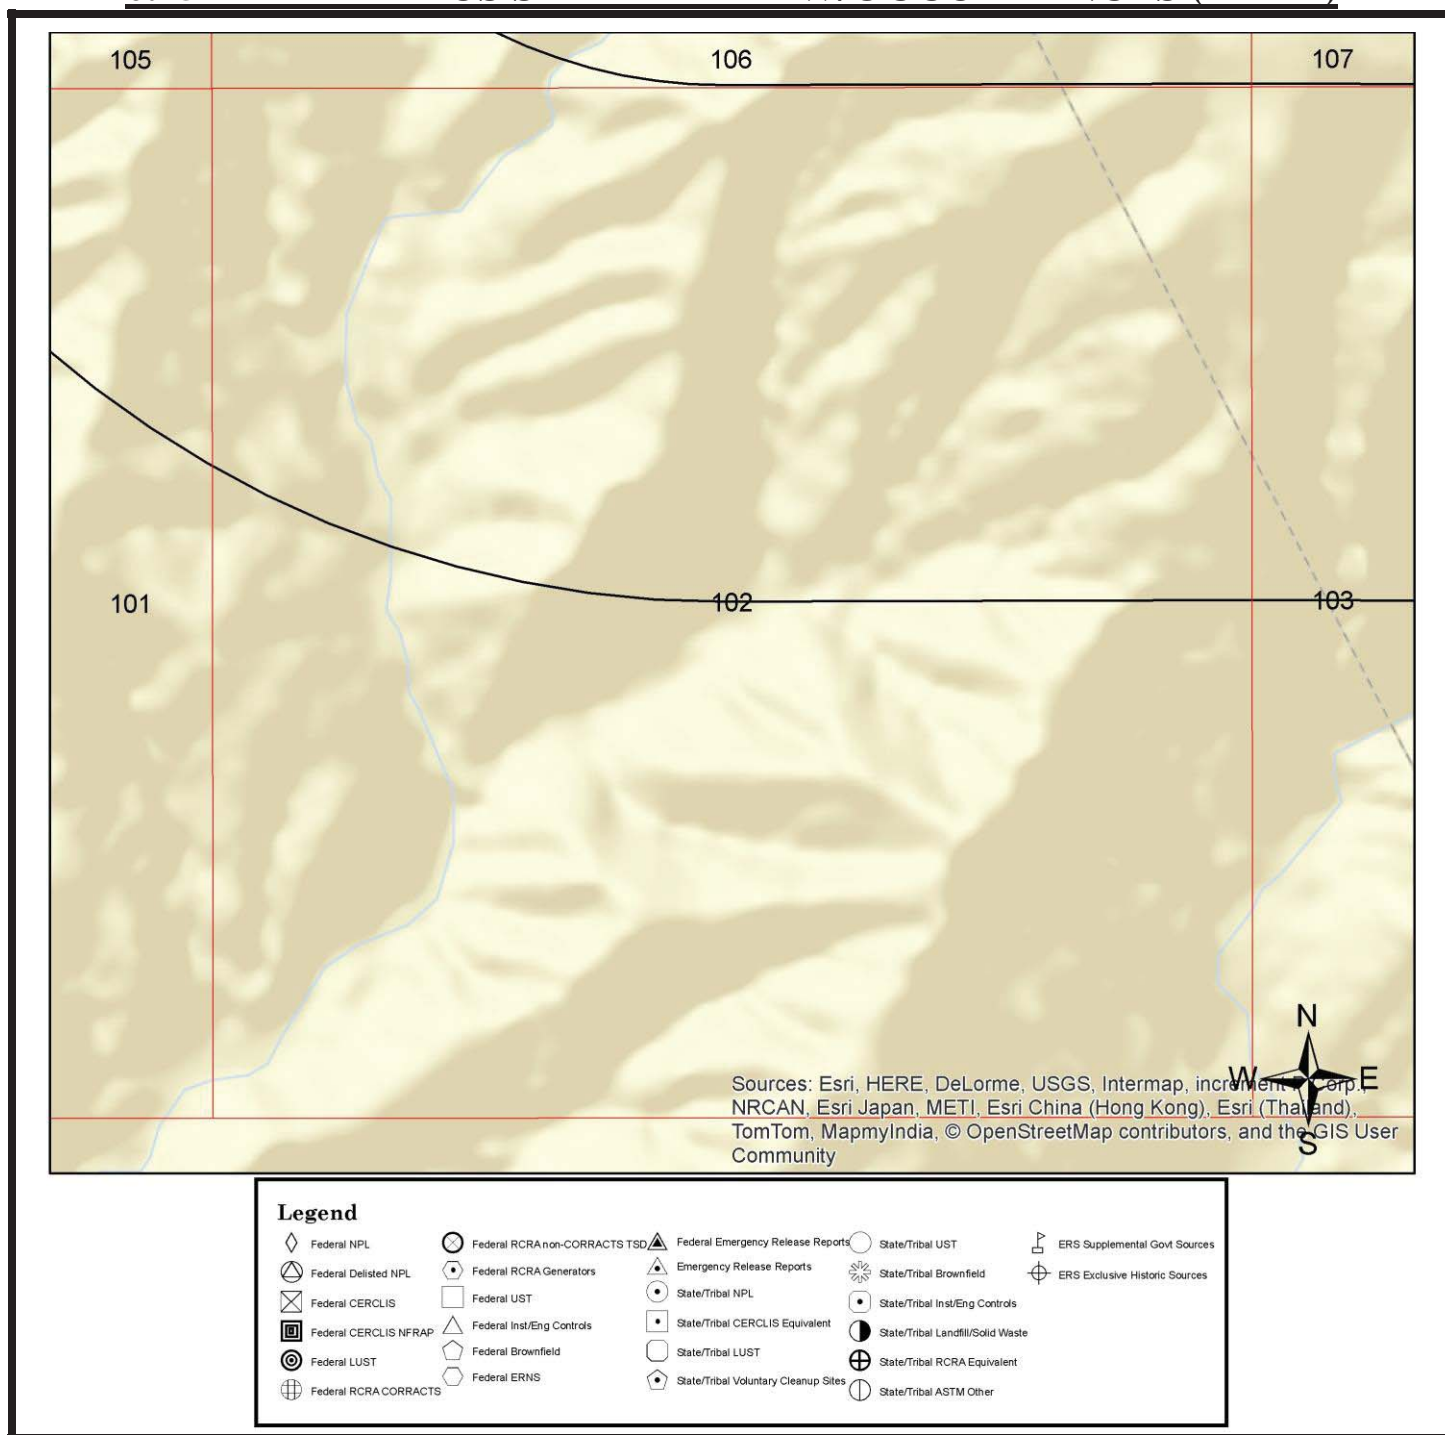 105 106 107
101 102 103
N
W E
S
Sources: Esri, HERE, DeLorme, USGS, Intermap, increment P Corp.,
NRCAN, Esri Japan, METI, Esri China (Hong Kong), Esri (Thailand),
TomTom, MapmyIndia, © OpenStreetMap contributors, and the GIS User
Community
Legend
Federal NPL
Federal Delisted NPL
Federal CERCLIS
Federal CERCLIS NFRAP
Federal LUST
Federal RCRA CORRACTS
Federal RCRA non-CORRACTS TSD
Federal RCRA Generators
Federal UST
Federal Inst/Eng Controls
Federal Brownfield
Federal ERNS
Federal Emergency Release Reports
Emergency Release Reports
State/Tribal NPL
State/Tribal CERCLIS Equivalent
State/Tribal LUST
State/Tribal Voluntary Cleanup Sites
State/Tribal UST
State/Tribal Brownfield
State/Tribal Inst/Eng Controls
State/Tribal Landfill/Solid Waste
State/Tribal RCRA Equivalent
State/Tribal ASTM Other
ERS Supplemental Govt Sources
ERS Exclusive Historic Sources